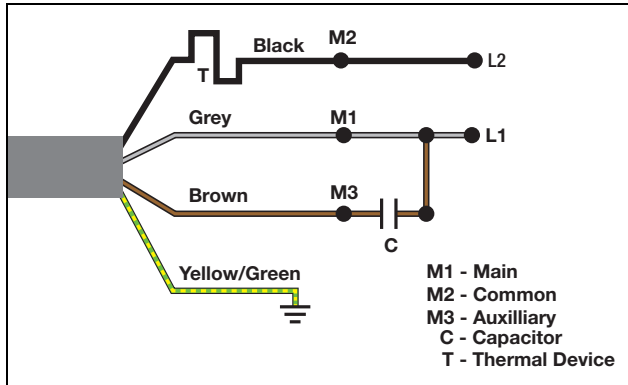 Black
M2
L2
T
Grey
M1
L1
Brown
M3
C
Yellow/Green
M1 - Main
M2 - Common
M3 - Auxilliary
C - Capacitor
T - Thermal Device